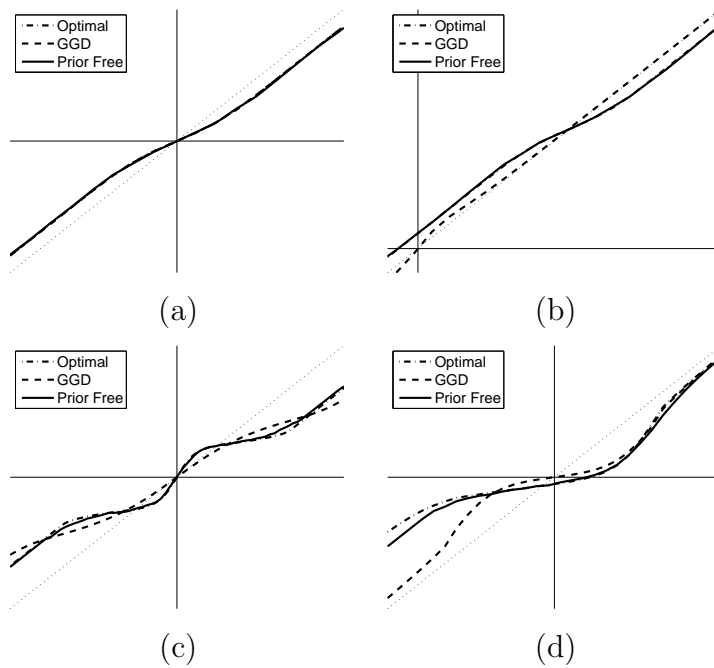 Optimal
GGD
Prior Free
Optimal
GGD
Prior Free
(a)
(b)
Optimal
GGD
Prior Free
Optimal
GGD
Prior Free
(c)
(d)